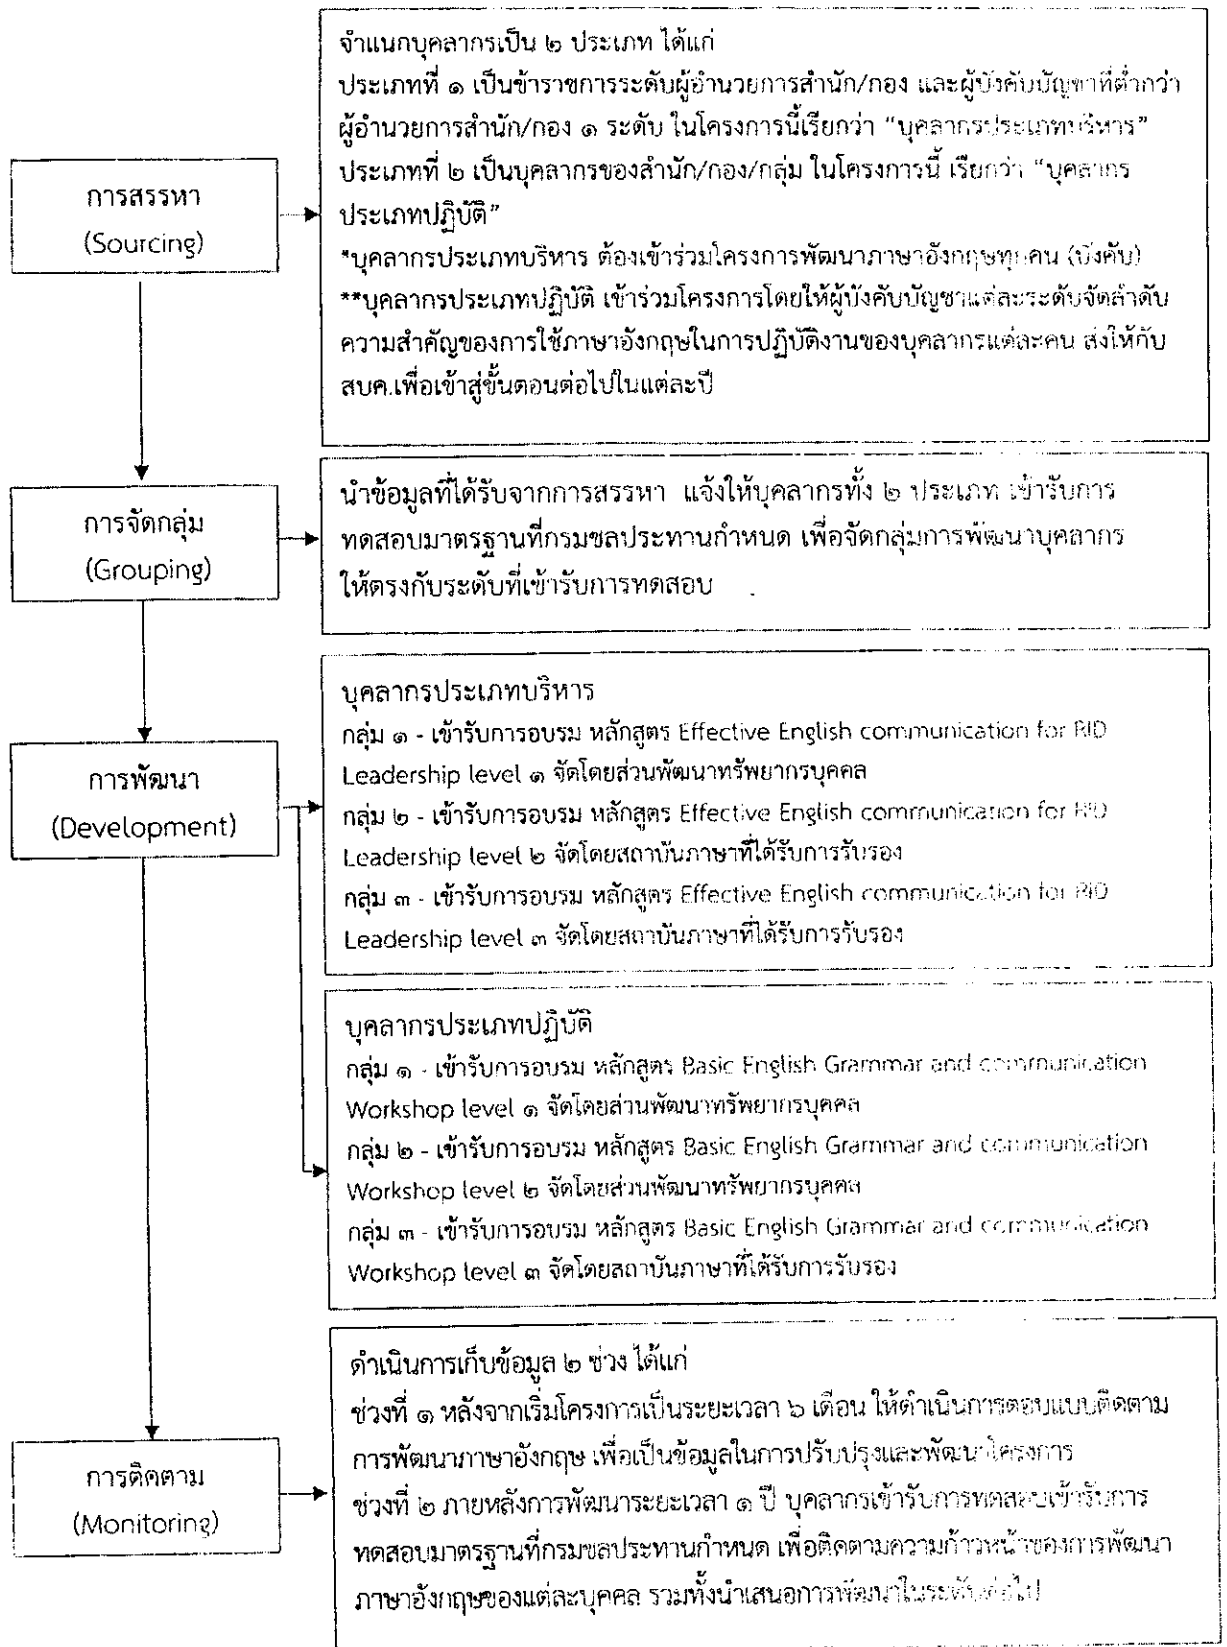 จำแนกบุคลากรเป็น ๒ ประเภท ได้แก่
ประเภทที่ ๑ เป็นข้าราชการระดับผู้อำนวยการสำนัก/กอง และผู้บังคับบัญชาที่ต่ำกว่า
ผู้อำนวยการสำนัก/กอง ๑ ระดับ ในโครงการนี้เรียกว่า “บุคลากรประเภทบริหาร”
ประเภทที่ ๒ เป็นบุคลากรของสำนัก/กอง/กลุ่ม ในโครงการนี้ เรียกว่า “บุคลากร
ประเภทปฏิบัติ”
*บุคลากรประเภทบริหาร ต้องเข้าร่วมโครงการพัฒนาภาษาอังกฤษทุกคน (บังคับ)
**บุคลากรประเภทปฏิบัติ เข้าร่วมโครงการโดยให้ผู้บังคับบัญชาแต่ละระดับจัดลำดับ
ความสำคัญของการใช้ภาษาอังกฤษในการปฏิบัติงานของบุคลากรแต่ละคน ส่งให้กับ
สบค.เพื่อเข้าสู่ขั้นตอนต่อไปในแต่ละปี
การสรรหา
(Sourcing)
นำข้อมูลที่ได้รับจากการสรรหา แจ้งให้บุคลากรทั้ง ๒ ประเภท เข้ารับการ
ทดสอบมาตรฐานที่กรมชลประทานกำหนด เพื่อจัดกลุ่มการพัฒนาบุคลากร
ให้ตรงกับระดับที่เข้ารับการทดสอบ
การจัดกลุ่ม
(Grouping)
บุคลากรประเภทบริหาร
กลุ่ม ๑ - เข้ารับการอบรม หลักสูตร Effective English communication for RID
Leadership level ๑ จัดโดยส่วนพัฒนาทรัพยากรบุคคล
กลุ่ม ๒ - เข้ารับการอบรม หลักสูตร Effective English communication for RID
Leadership level ๒ จัดโดยสถาบันภาษาที่ได้รับการรับรอง
กลุ่ม ๓ - เข้ารับการอบรม หลักสูตร Effective English communication for RID
Leadership level ๓ จัดโดยสถาบันภาษาที่ได้รับการรับรอง
การพัฒนา
(Development)
บุคลากรประเภทปฏิบัติ
กลุ่ม ๑ - เข้ารับการอบรม หลักสูตร Basic English Grammar and communication
Workshop level ๑ จัดโดยส่วนพัฒนาทรัพยากรบุคคล
กลุ่ม ๒ - เข้ารับการอบรม หลักสูตร Basic English Grammar and communication
Workshop level ๒ จัดโดยส่วนพัฒนาทรัพยากรบุคคล
กลุ่ม ๓ - เข้ารับการอบรม หลักสูตร Basic English Grammar and communication
Workshop level ๓ จัดโดยสถาบันภาษาที่ได้รับการรับรอง
ดำเนินการเก็บข้อมูล ๒ ช่วง ได้แก่
ช่วงที่ ๑ หลังจากเริ่มโครงการเป็นระยะเวลา ๖ เดือน ให้ดำเนินการตอบแบบติดตาม
การพัฒนาภาษาอังกฤษ เพื่อเป็นข้อมูลในการปรับปรุงและพัฒนาโครงการ
ช่วงที่ ๒ ภายหลังการพัฒนาระยะเวลา ๑ ปี บุคลากรเข้ารับการทดสอบเข้ารับการ
ทดสอบมาตรฐานที่กรมชลประทานกำหนด เพื่อติดตามความก้าวหน้าของการพัฒนา
ภาษาอังกฤษของแต่ละบุคคล รวมทั้งนำเสนอการพัฒนาในระดับต่อไป
การติดตาม
(Monitoring)